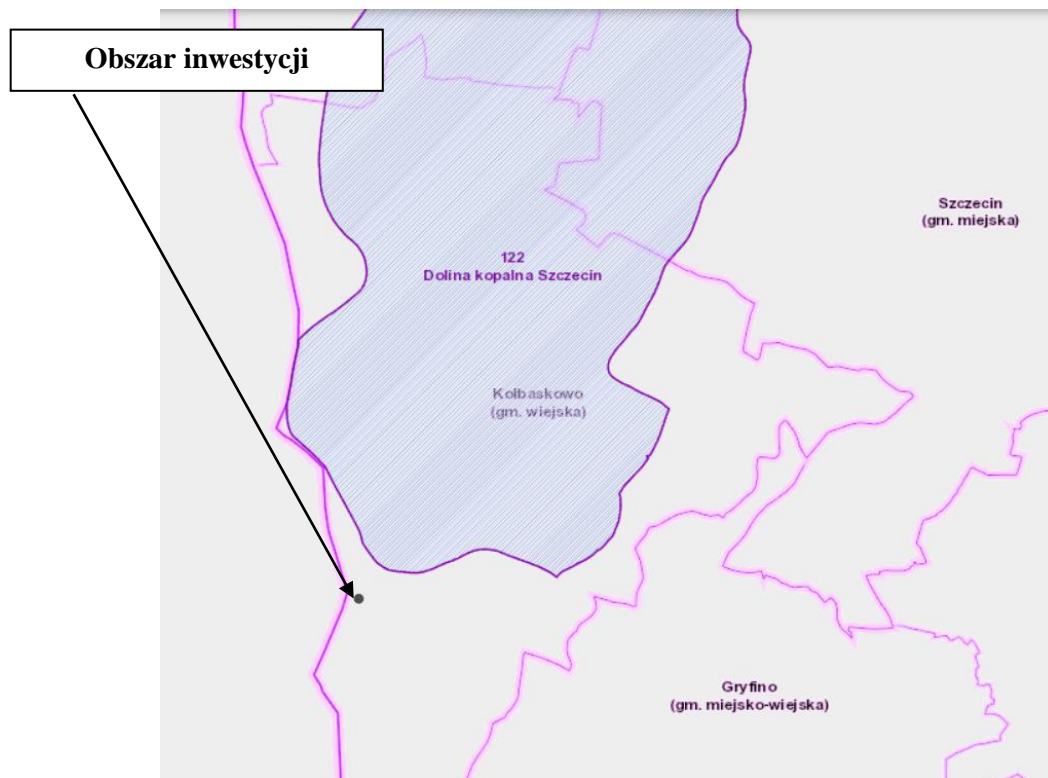 Obszar inwestycji
Szczecin
(gm. miejska)
122
Dolina kopalna Szczecin
Kołbaskowo
(gm. wiejska)
Gryfino
(gm. miejsko-wiejska)